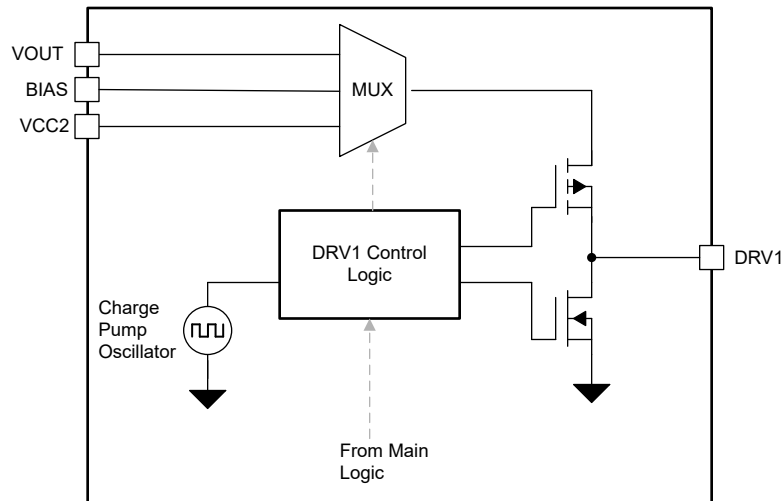 VOUT
BIAS
VCC2
MUX
DRV1 Control
Logic
DRV1
Charge
Pump
Oscillator
From Main
Logic